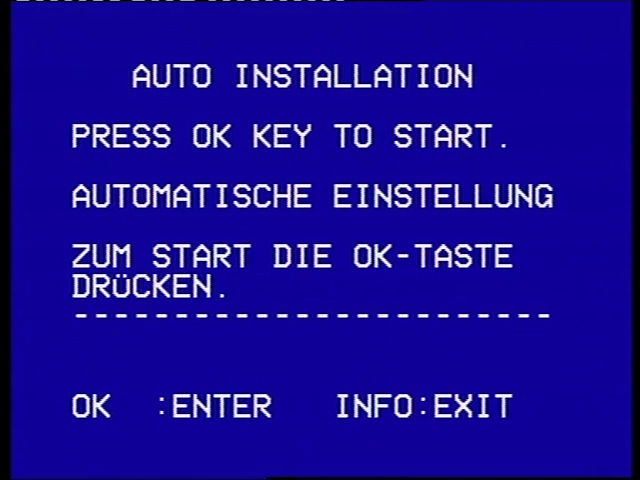 AUTO INSTALLATION
PRESS OK KEY TO START.
AUTOMATISCHE EINSTELLUNG
ZUM START DIE OK-TASTE
DRÜCKEN.
------------------------
OK :ENTER INFO:EXIT